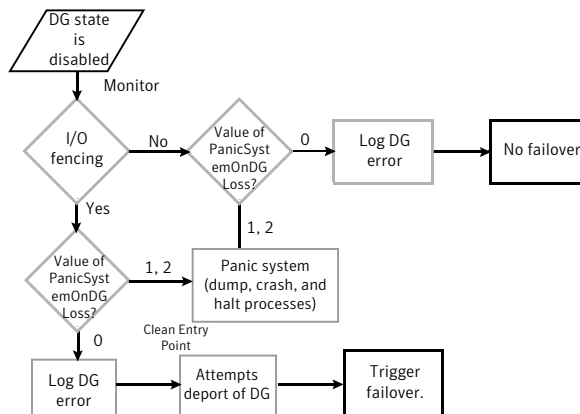 DG state
is
disabled
Monitor
I/O
fencing
No
Value of
PanicSyst
emOnDG
Loss?
0
Log DG
error
No failover
Yes
1, 2
Value of
PanicSyst
emOnDG
Loss?
1, 2
Panic system
(dump, crash, and
halt processes)
0
Clean Entry
Point
Log DG
error
Attempts
deport of DG
Trigger
failover.